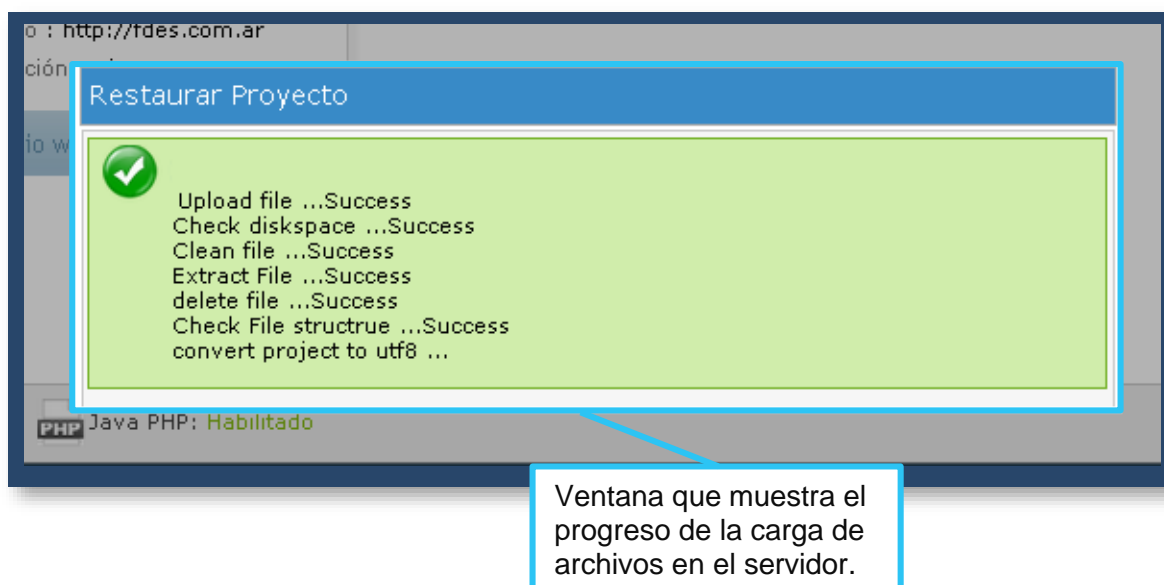 o : http://fdes.com.ar
ción
Restaurar Proyecto
io w
Upload file ...Success
Check diskspace ...Success
Clean file ...Success
Extract File ...Success
delete file ...Success
Check File structrue ...Success
convert project to utf8 ...
PHP Java PHP: Habilitado
Ventana que muestra el
progreso de la carga de
archivos en el servidor.